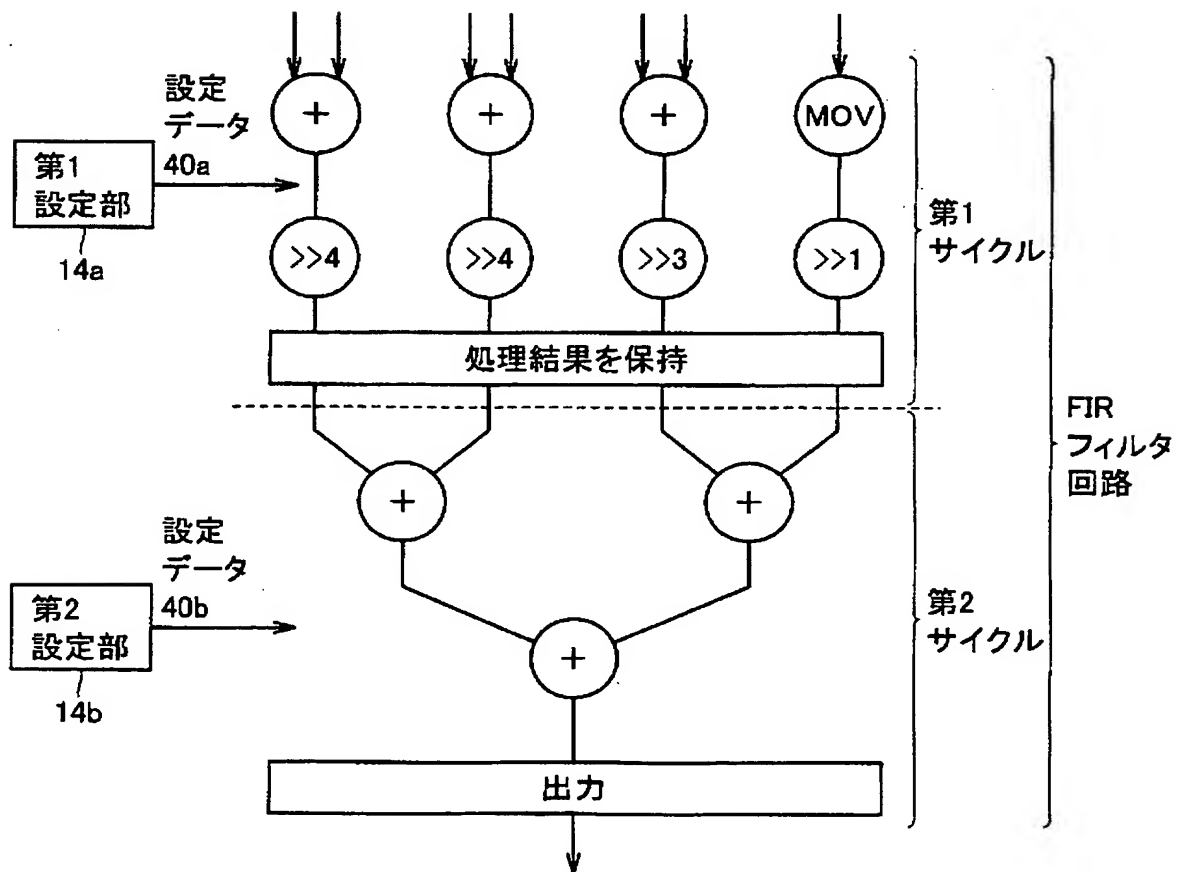 設定
データ
40a
+
+
+
MOV
第1
設定部
14a
>>4
>>4
>>3
>>1
第1
サイクル
処理結果を保持
FIR
フィルタ
回路
+
+
設定
データ
40b
第2
設定部
14b
第2
サイクル
+
出力